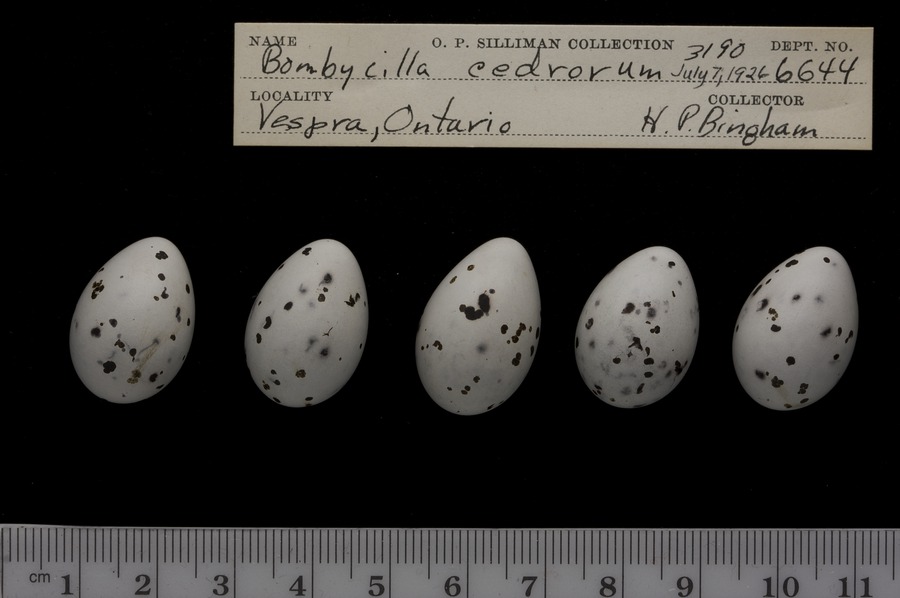 NAME O. P. SILLIMAN COLLECTION 3190 DEPT. NO.
Bombycilla cedrorum July 7, 1926 6644
LOCALITY COLLECTOR
Vespra, Ontario H. P. Bingham
cm 1 2 3 4 5 6 7 8 9 10 11